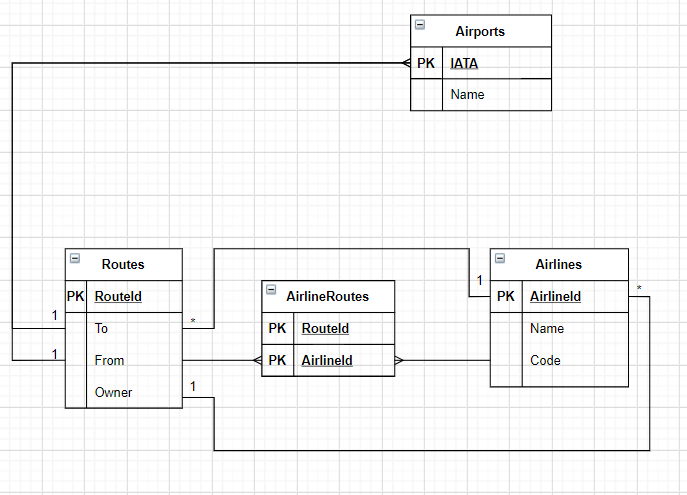 Airports
PK IATA
Name
Routes
PK RouteId
To
From
Owner
1
1
*
1
AirlineRoutes
PK RouteId
PK AirlineId
Airlines
PK AirlineId
Name
Code
1
*